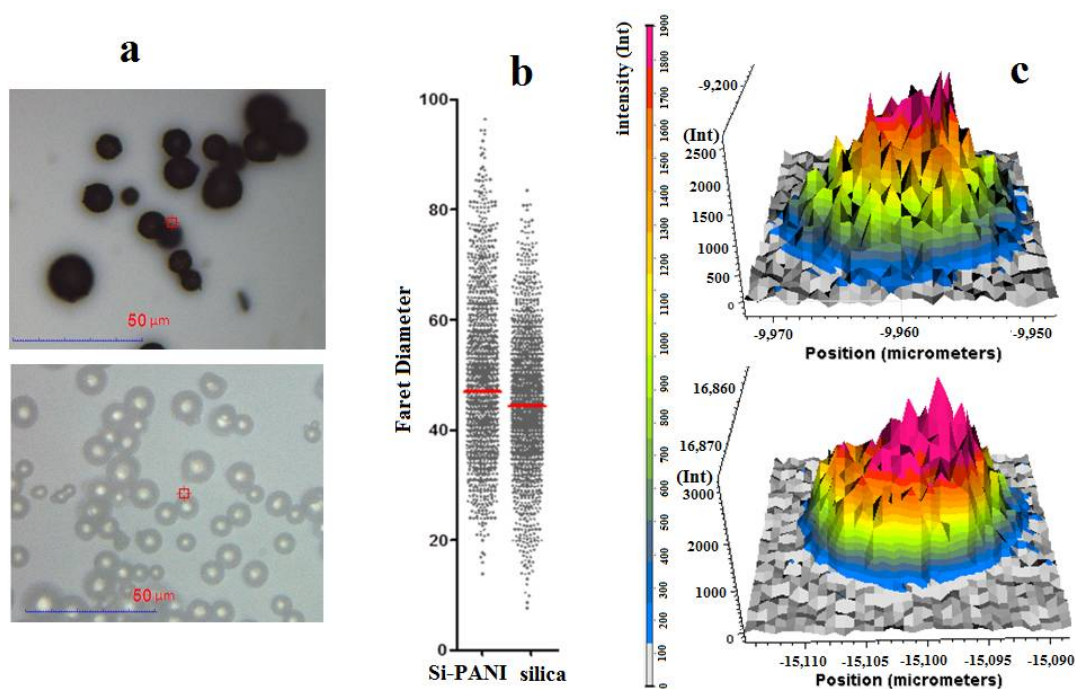 a
50 µm
50 µm
b
Faret Diameter
100
80
60
40
20
0
Si-PANI silica
intensity (Int)
1900
1800
1700
1600
1500
1400
1300
1200
1100
1000
900
800
700
600
500
400
300
200
100
0
c
-9,200
(Int)
2500
2000
1500
1000
500
0
-9,970 -9,960 -9,950
Position (micrometers)
16,860
16,870
(Int)
3000
2000
1000
0
-15,110 -15,105 -15,100 -15,095 -15,090
Position (micrometers)